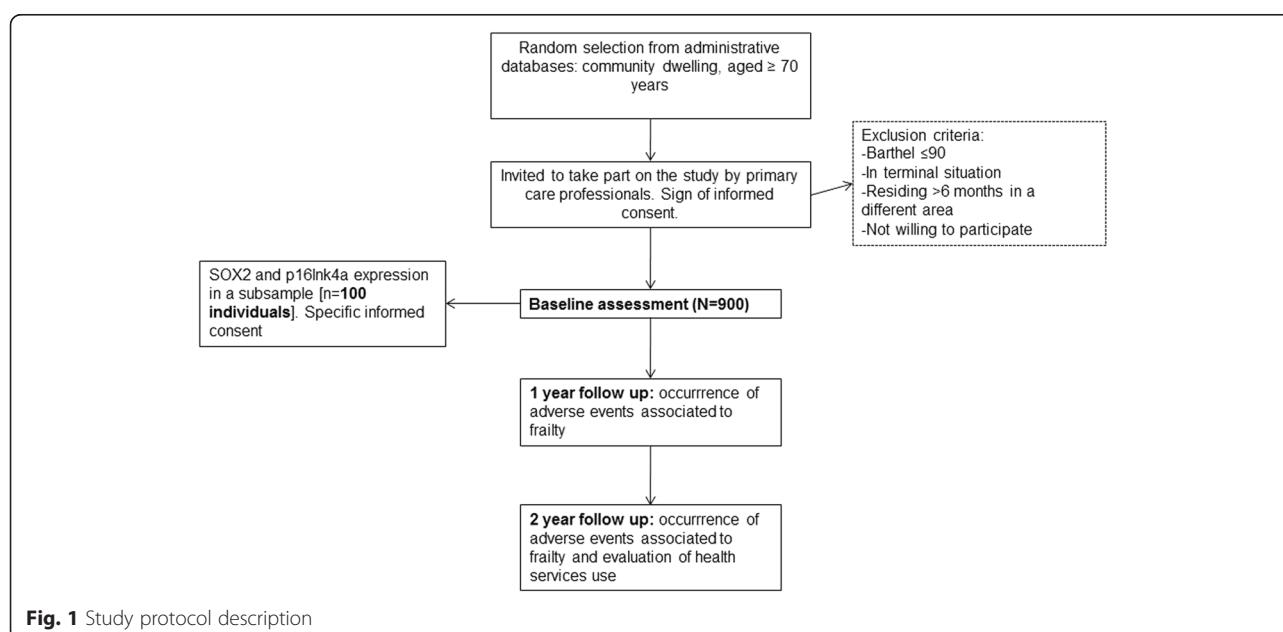 Random selection from administrative
databases: community dwelling, aged ≥ 70
years
Invited to take part on the study by primary
care professionals. Sign of informed
consent.
Exclusion criteria:
-Barthel ≤90
-In terminal situation
-Residing >6 months in a
different area
-Not willing to participate
SOX2 and p16Ink4a expression
in a subsample [n=100
individuals]. Specific informed
consent
Baseline assessment (N=900)
1 year follow up: occurrrence of
adverse events associated to
frailty
2 year follow up: occurrrence of
adverse events associated to
frailty and evaluation of health
services use
Fig. 1 Study protocol description